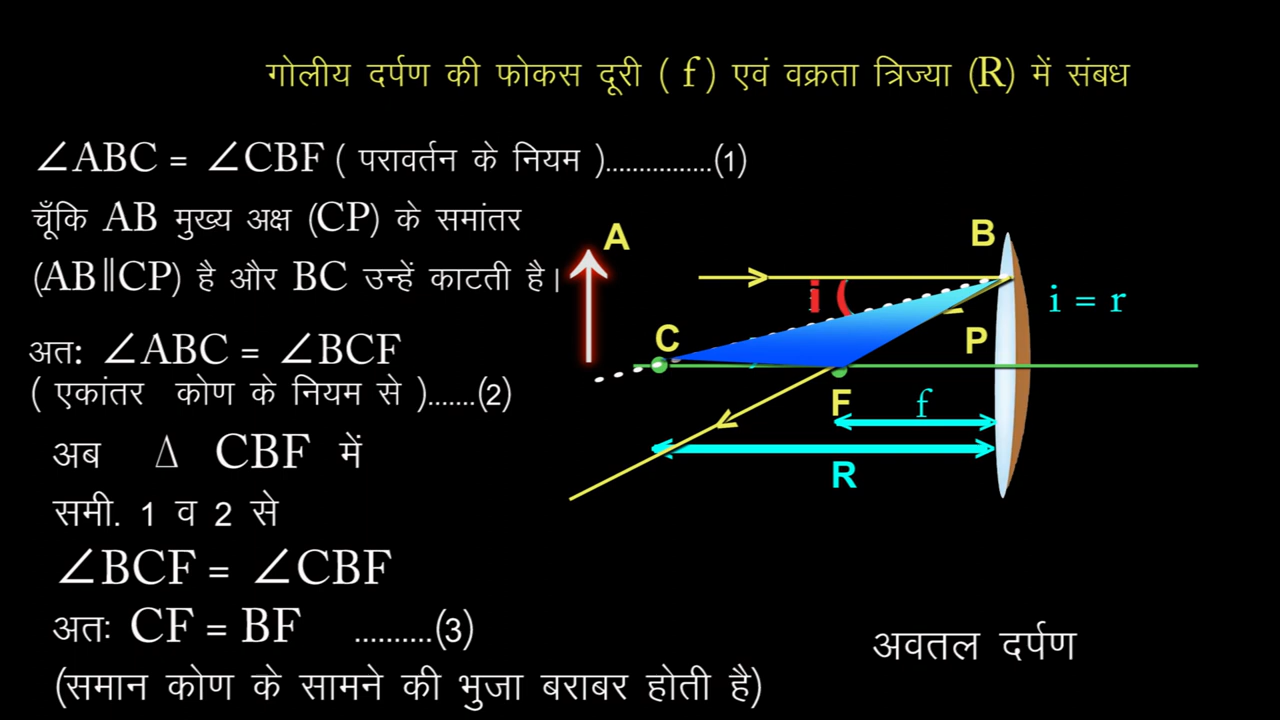 गोलीय दर्पण की फोकस दूरी ( f ) एवं वक्रता त्रिज्या (R) में संबध
∠ABC = ∠CBF ( परावर्तन के नियम )................(1)
चूँकि AB मुख्य अक्ष (CP) के समांतर
(AB॥CP) है और BC उन्हें काटती है।
अतः ∠ABC = ∠BCF
( एकांतर कोण के नियम से ).......(2)
अब Δ CBF में
समी. 1 व 2 से
∠BCF = ∠CBF
अतः CF = BF ..........(3)
(समान कोण के सामने की भुजा बराबर होती है)
A
B
i
i = r
C
P
F
f
R
अवतल दर्पण